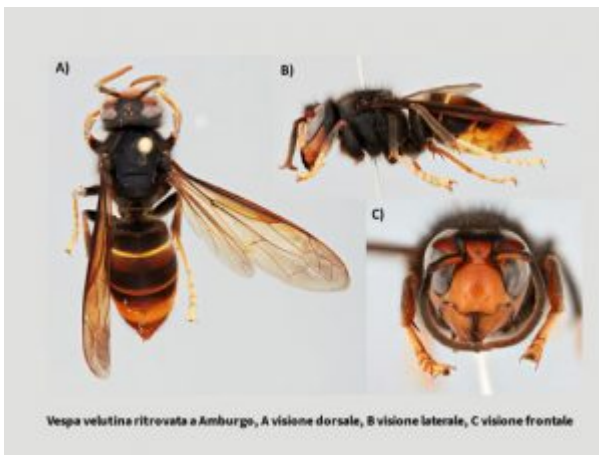 A)
B)
C)
Vespa velutina ritrovata a Amburgo, A visione dorsale, B visione laterale, C visione frontale